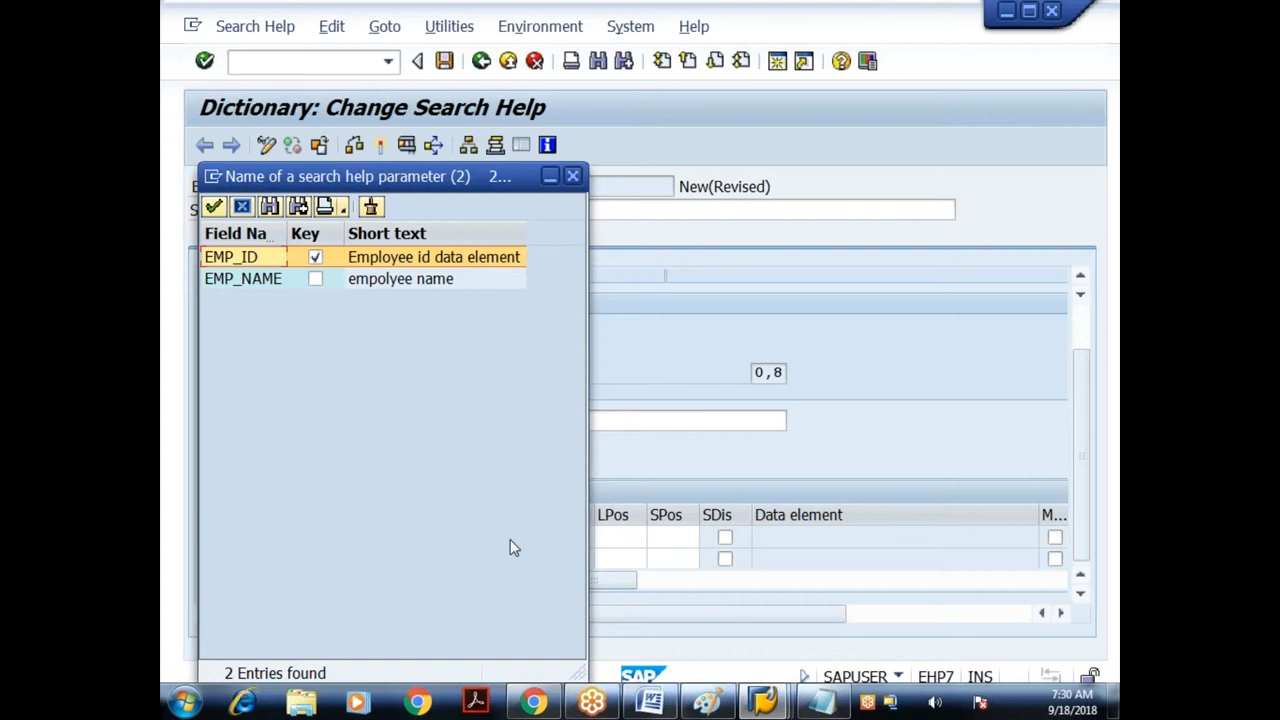 Search Help Edit Goto Utilities Environment System Help
Dictionary: Change Search Help
Name of a search help parameter (2) 2...
New(Revised)
Field Na... Key Short text
EMP_ID Employee id data element
EMP_NAME empolyee name
0,8
LPos SPos SDis Data element M...
2 Entries found
SAP
SAPUSER EHP7 INS
7:30 AM
9/18/2018